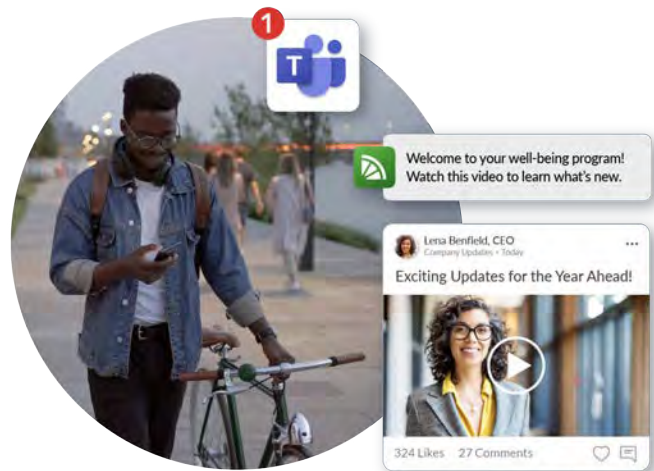 1
T
Welcome to your well-being program!
Watch this video to learn what's new.
Lena Benfield, CEO
Company Updates • Today
Exciting Updates for the Year Ahead!
324 Likes 27 Comments